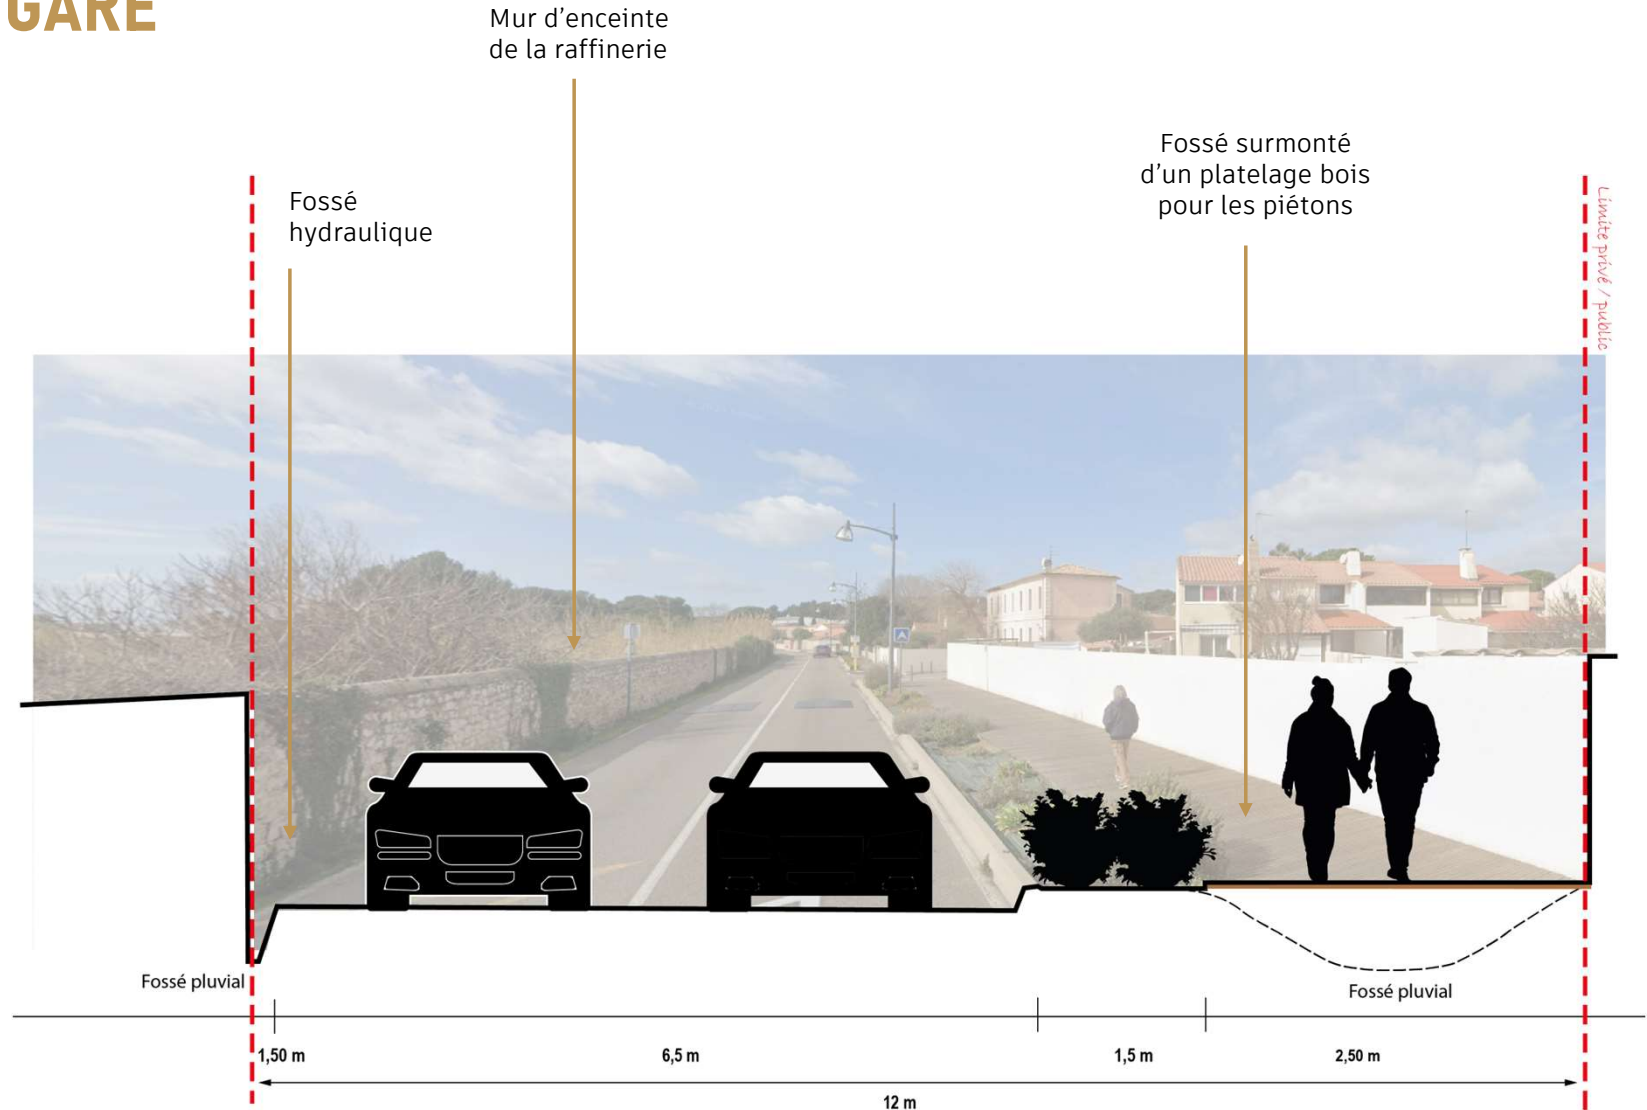 GARE
Mur d’enceinte
de la raffinerie
Fossé surmonté
d’un platelage bois
pour les piétons
Fossé
hydraulique
Limite privé / public
Fossé pluvial
Fossé pluvial
1,50 m
6,5 m
1,5 m
2,50 m
12 m